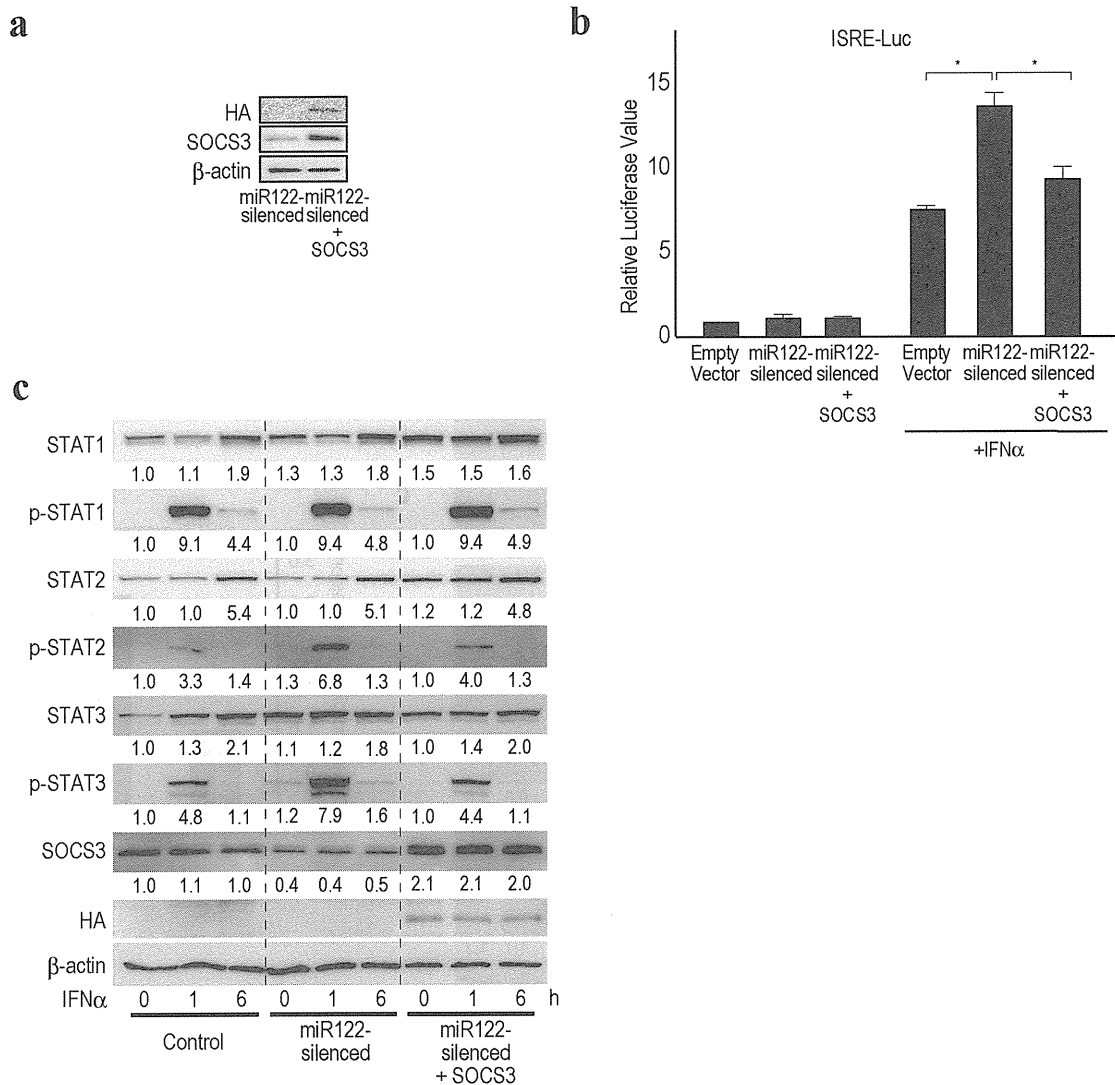 a
HA
SOCS3
β-actin
miR122- miR122-
silenced silenced
+
SOCS3
b
ISRE-Luc
Relative Luciferase Value
15
10
5
0
* *
Empty Vector
miR122-silenced
miR122-silenced + SOCS3
Empty Vector
miR122-silenced
miR122-silenced + SOCS3
+IFNα
c
STAT1
1.0 1.1 1.9 1.3 1.3 1.8 1.5 1.5 1.6
p-STAT1
1.0 9.1 4.4 1.0 9.4 4.8 1.0 9.4 4.9
STAT2
1.0 1.0 5.4 1.0 1.0 5.1 1.2 1.2 4.8
p-STAT2
1.0 3.3 1.4 1.3 6.8 1.3 1.0 4.0 1.3
STAT3
1.0 1.3 2.1 1.1 1.2 1.8 1.0 1.4 2.0
p-STAT3
1.0 4.8 1.1 1.2 7.9 1.6 1.0 4.4 1.1
SOCS3
1.0 1.1 1.0 0.4 0.4 0.5 2.1 2.1 2.0
HA
β-actin
IFNα 0 1 6 0 1 6 0 1 6 h
Control
miR122-
silenced
miR122-
silenced
+ SOCS3